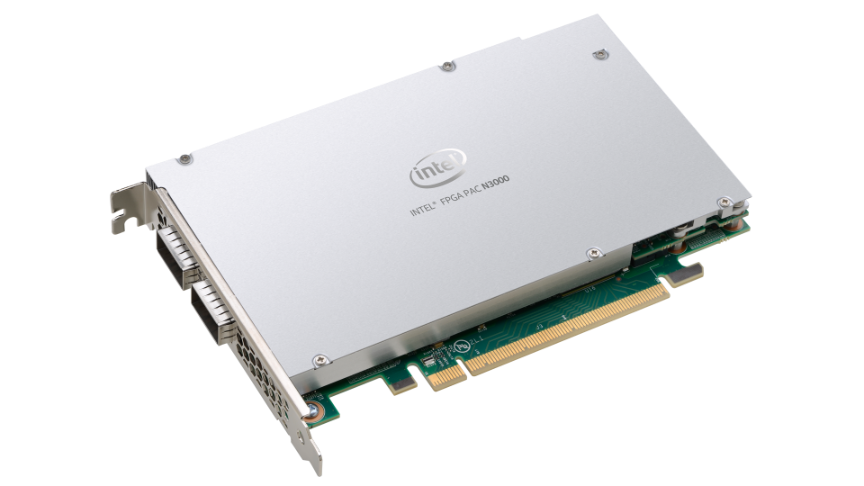 intel
INTEL® FPGA PAC N3000